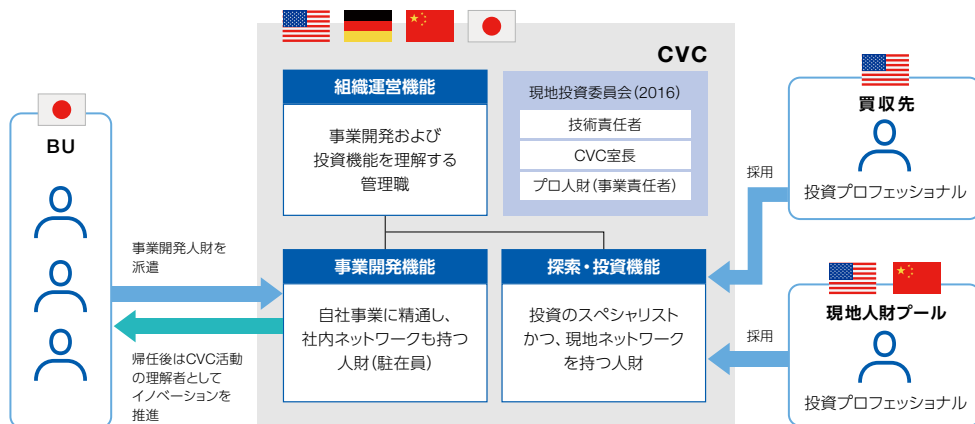 CVC
BU
事業開発人財を
派遣
帰任後はCVC活動
の理解者として
イノベーションを
推進
組織運営機能
事業開発および
投資機能を理解する
管理職
現地投資委員会（2016）
技術責任者
CVC室長
プロ人財（事業責任者）
事業開発機能
自社事業に精通し、
社内ネットワークも持つ
人財（駐在員）
探索・投資機能
投資のスペシャリスト
かつ、現地ネットワーク
を持つ人財
採用
買収先
投資プロフェッショナル
採用
現地人財プール
投資プロフェッショナル